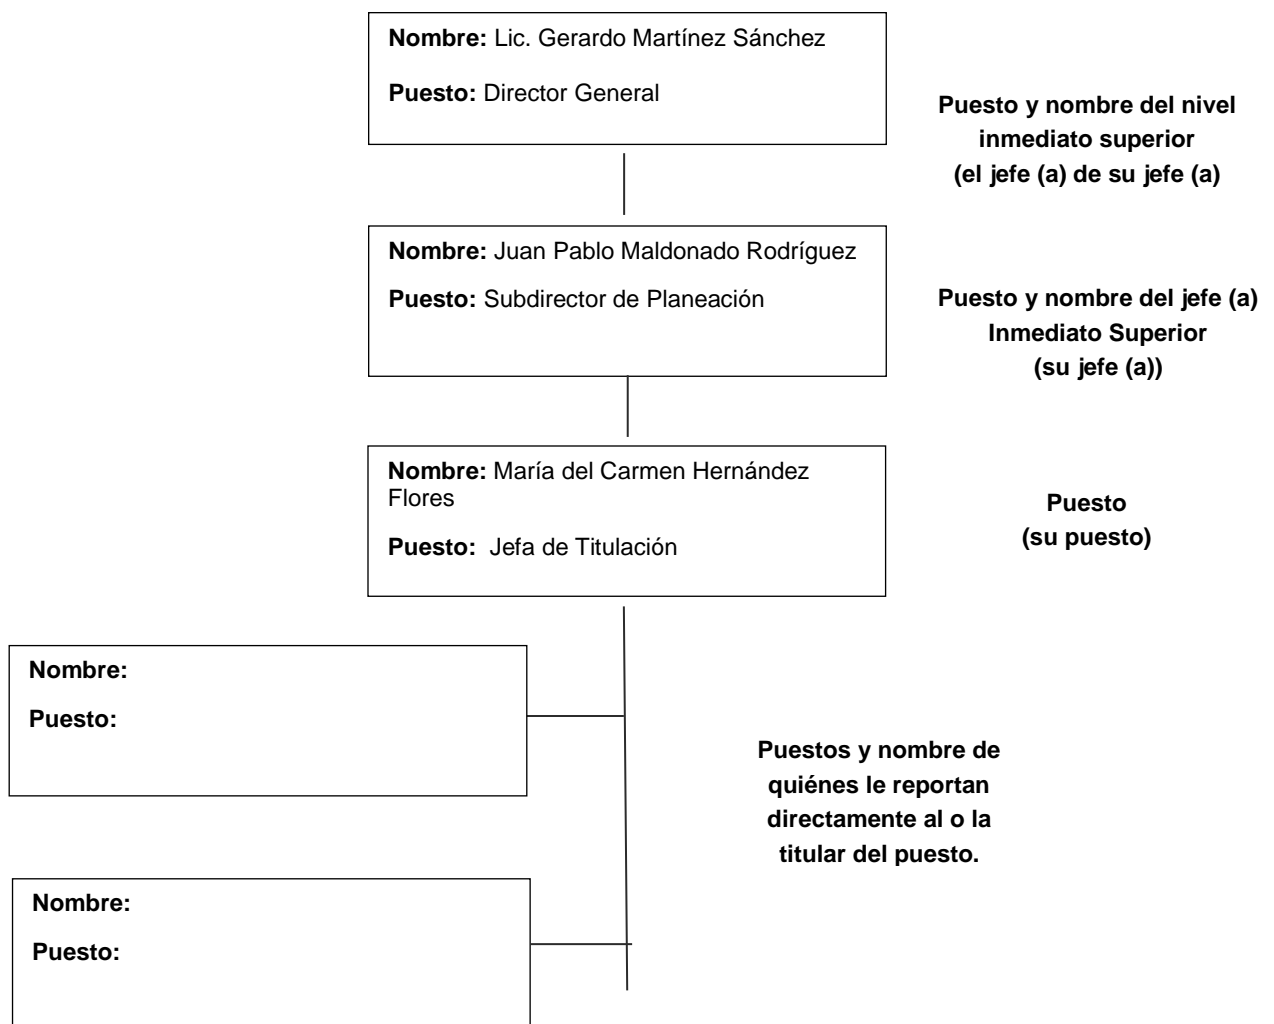 Nombre: Lic. Gerardo Martínez Sánchez
Puesto: Director General
Puesto y nombre del nivel
inmediato superior
(el jefe (a) de su jefe (a)
Nombre: Juan Pablo Maldonado Rodríguez
Puesto: Subdirector de Planeación
Puesto y nombre del jefe (a)
Inmediato Superior
(su jefe (a))
Nombre: María del Carmen Hernández
Flores
Puesto: Jefa de Titulación
Puesto
(su puesto)
Nombre:
Puesto:
Puestos y nombre de
quiénes le reportan
directamente al o la
titular del puesto.
Nombre:
Puesto: